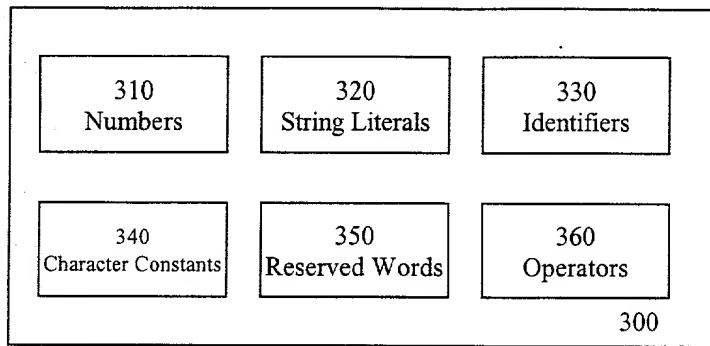 310
Numbers
320
String Literals
330
Identifiers
340
Character Constants
350
Reserved Words
360
Operators
300